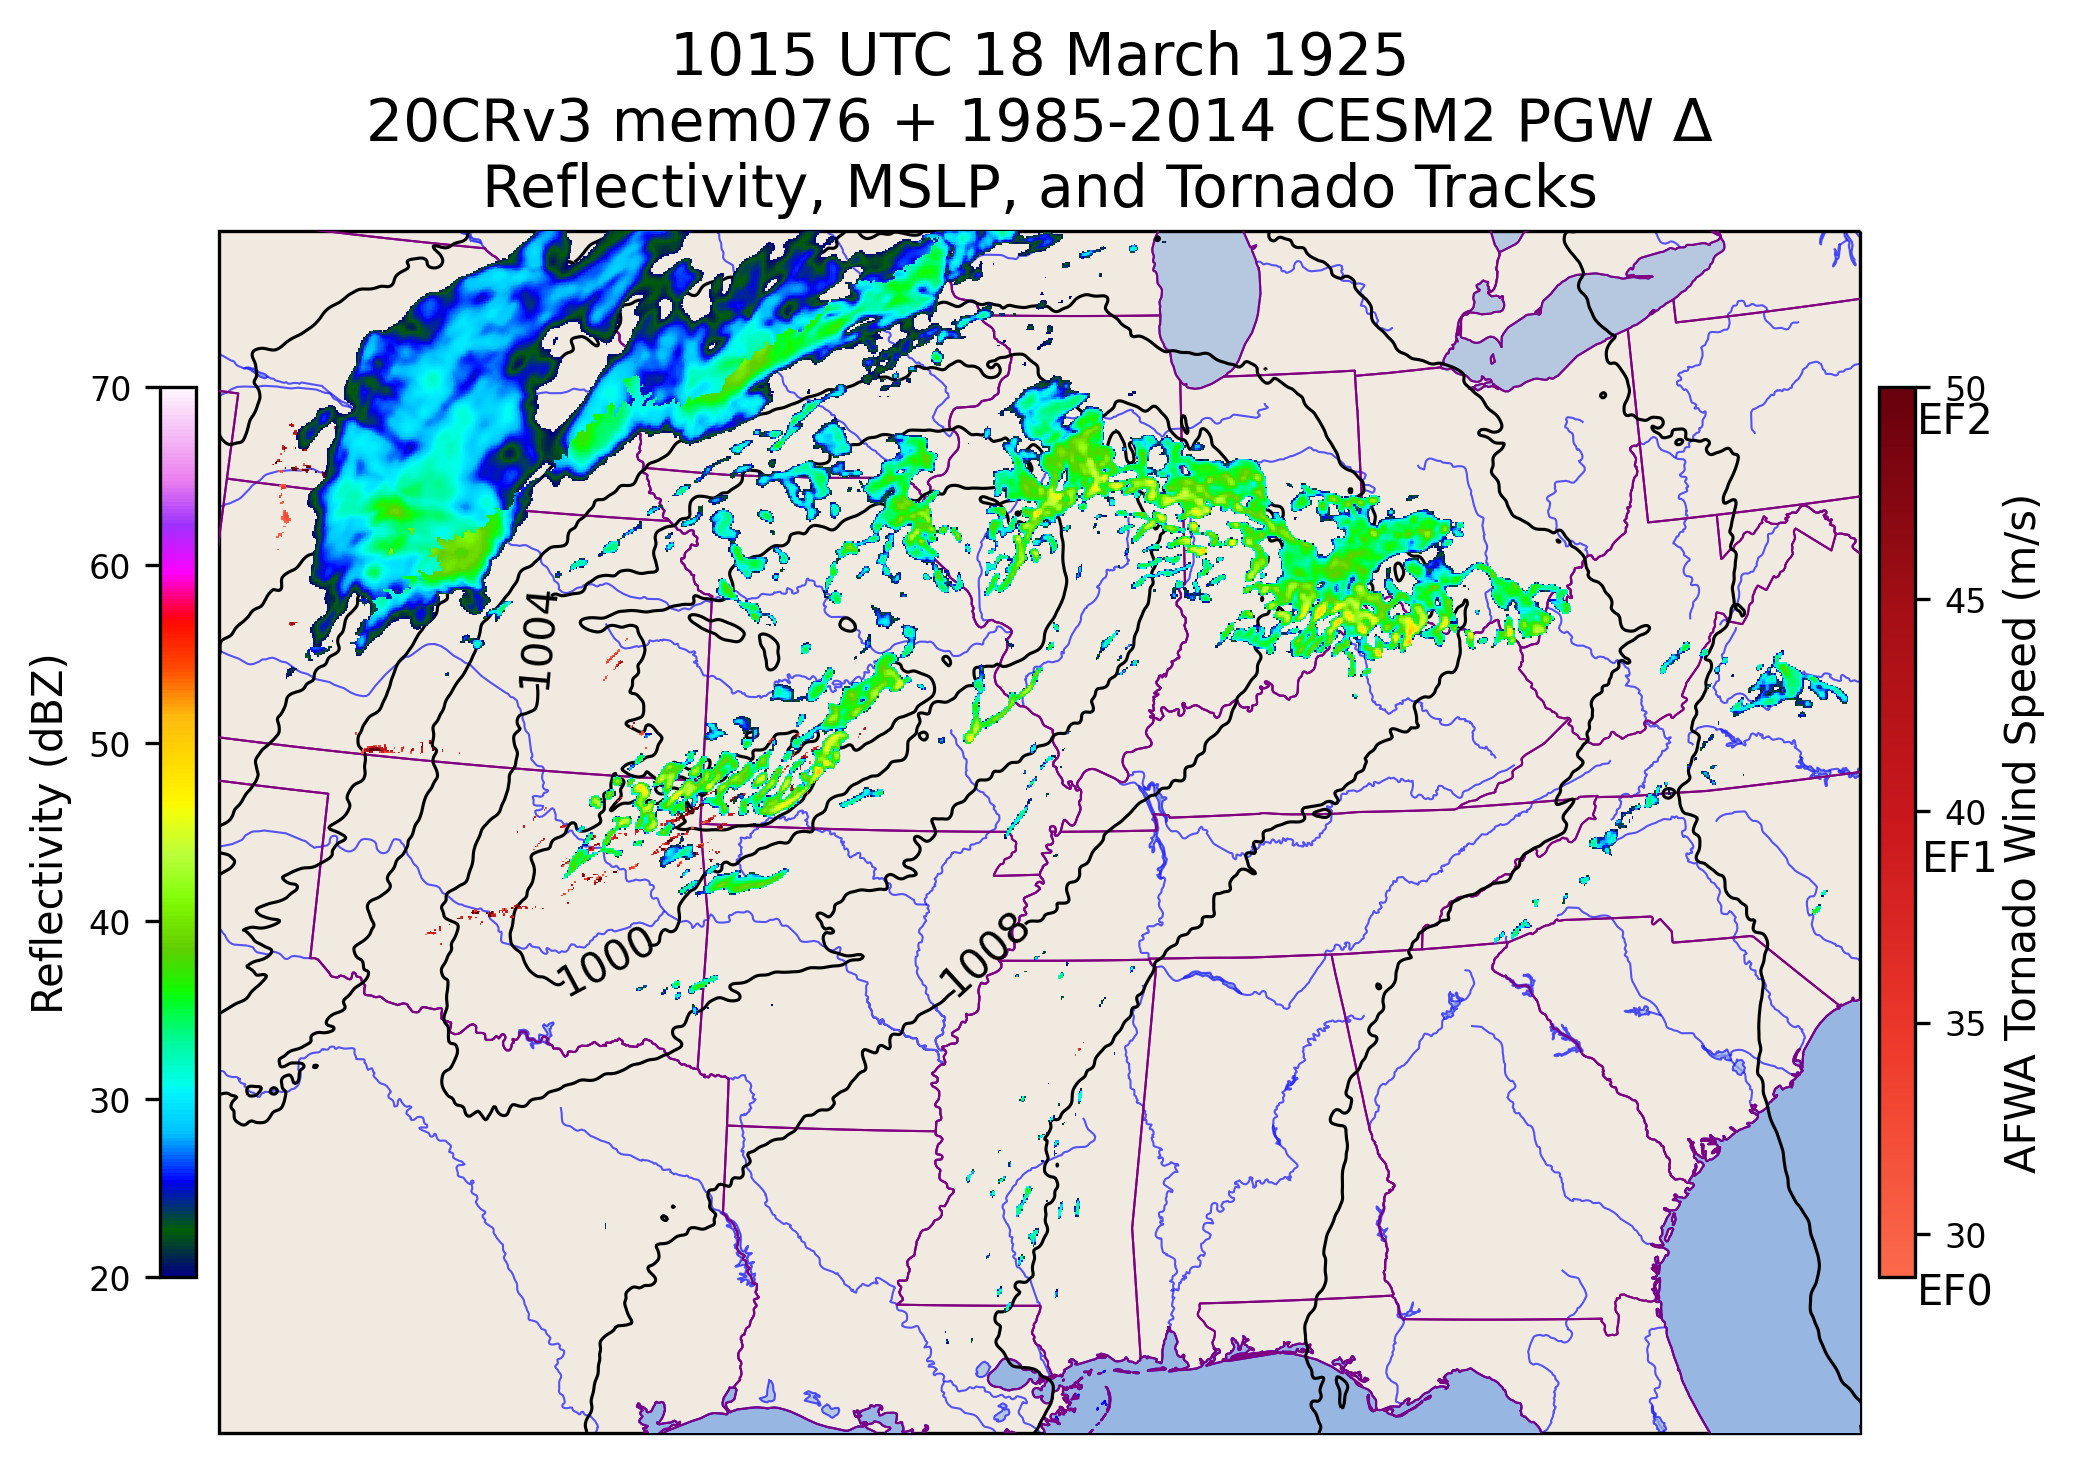 1015 UTC 18 March 1925
20CRv3 mem076 + 1985-2014 CESM2 PGW Δ
Reflectivity, MSLP, and Tornado Tracks
70
60
50
40
30
20
Reflectivity (dBZ)
1004
1000
1008
50
EF2
45
40
EF1
35
30
EF0
AFWA Tornado Wind Speed (m/s)